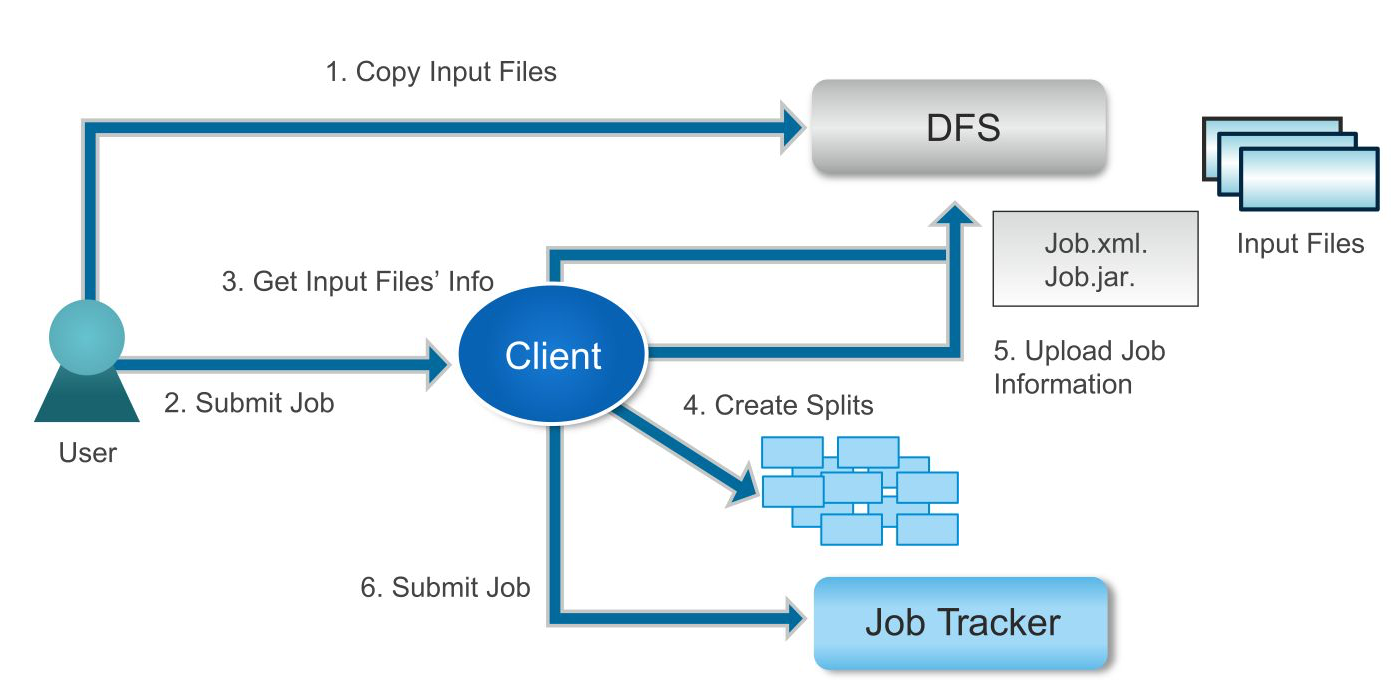 1. Copy Input Files
DFS
Job.xml.
Job.jar.
Input Files
3. Get Input Files’ Info
Client
5. Upload Job
Information
2. Submit Job
4. Create Splits
User
6. Submit Job
Job Tracker